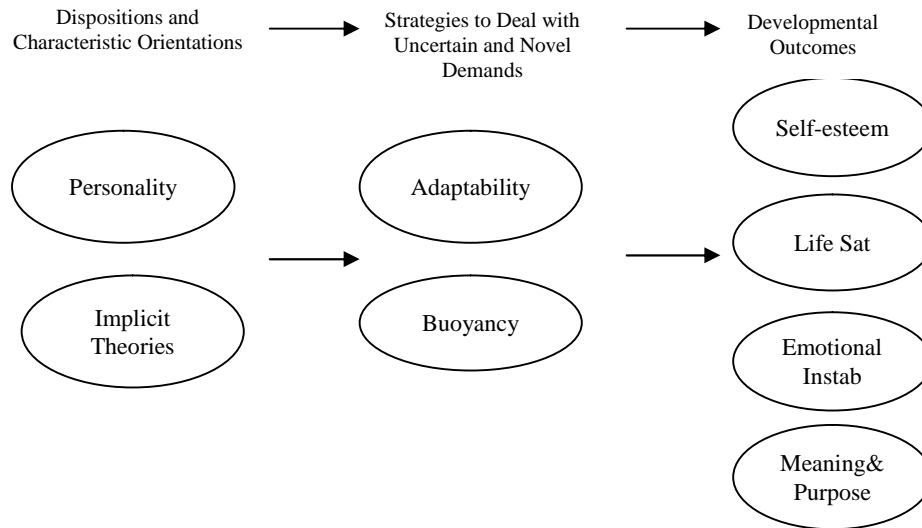 Dispositions and
Characteristic Orientations
Strategies to Deal with
Uncertain and Novel
Demands
Developmental
Outcomes
Personality
Implicit
Theories
Adaptability
Buoyancy
Self-esteem
Life Sat
Emotional
Instab
Meaning&
Purpose